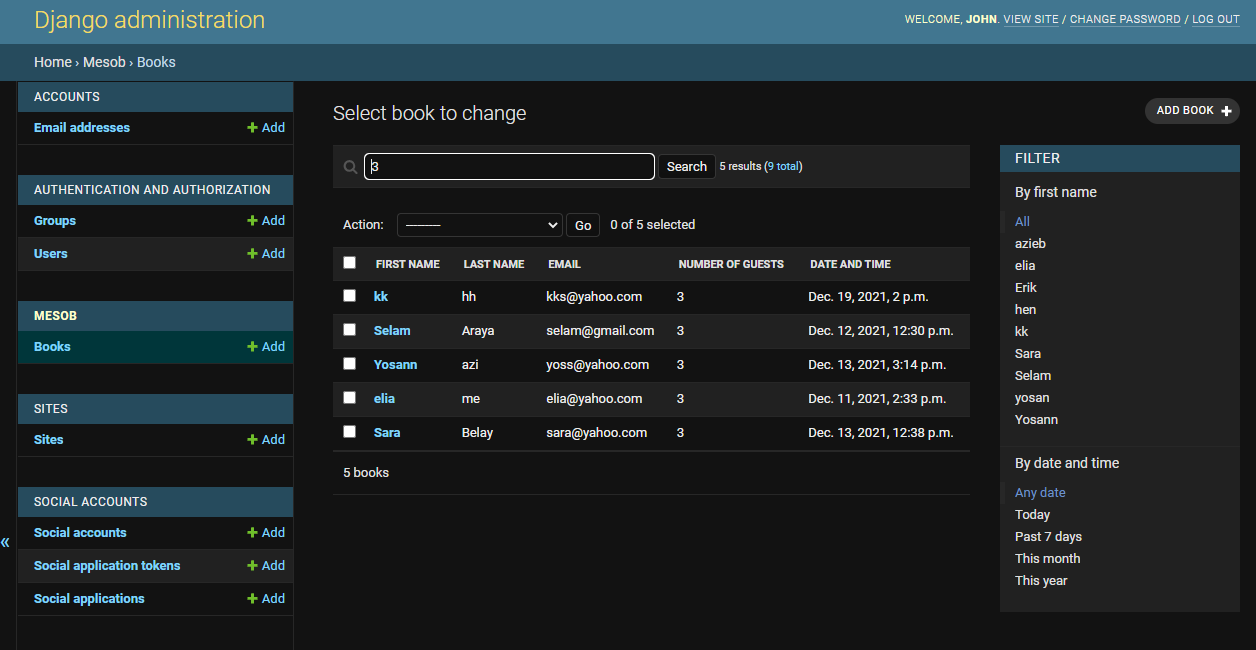 Django administration
WELCOME, JOHN. VIEW SITE / CHANGE PASSWORD / LOG OUT
Home › Mesob › Books
ACCOUNTS
Email addresses + Add
AUTHENTICATION AND AUTHORIZATION
Groups + Add
Users + Add
MESOB
Books + Add
SITES
Sites + Add
SOCIAL ACCOUNTS
Social accounts + Add
Social application tokens + Add
Social applications + Add
«
Select book to change
ADD BOOK +
3 Search 5 results (9 total)
Action: --------- Go 0 of 5 selected
FIRST NAME LAST NAME EMAIL NUMBER OF GUESTS DATE AND TIME
kk hh kks@yahoo.com 3 Dec. 19, 2021, 2 p.m.
Selam Araya selam@gmail.com 3 Dec. 12, 2021, 12:30 p.m.
Yosann azi yoss@yahoo.com 3 Dec. 13, 2021, 3:14 p.m.
elia me elia@yahoo.com 3 Dec. 11, 2021, 2:33 p.m.
Sara Belay sara@yahoo.com 3 Dec. 13, 2021, 12:38 p.m.
5 books
FILTER
By first name
All
azieb
elia
Erik
hen
kk
Sara
Selam
yosan
Yosann
By date and time
Any date
Today
Past 7 days
This month
This year